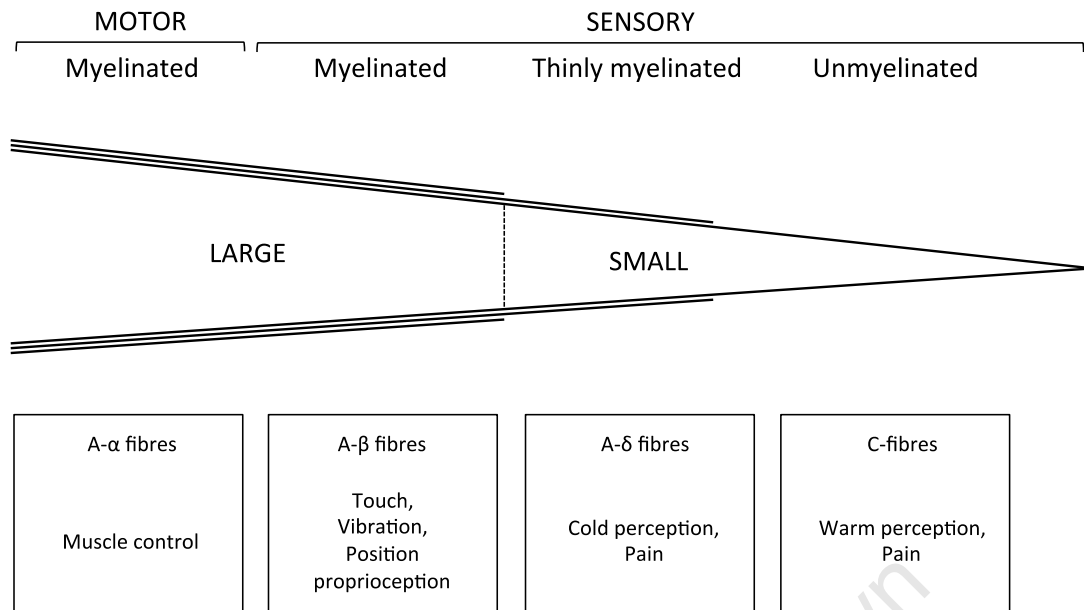 MOTOR
SENSORY
Myelinated
Myelinated
Thinly myelinated
Unmyelinated
LARGE
SMALL
A-α fibres
Muscle control
A-β fibres
Touch,
Vibration,
Position
proprioception
A-δ fibres
Cold perception,
Pain
C-fibres
Warm perception,
Pain